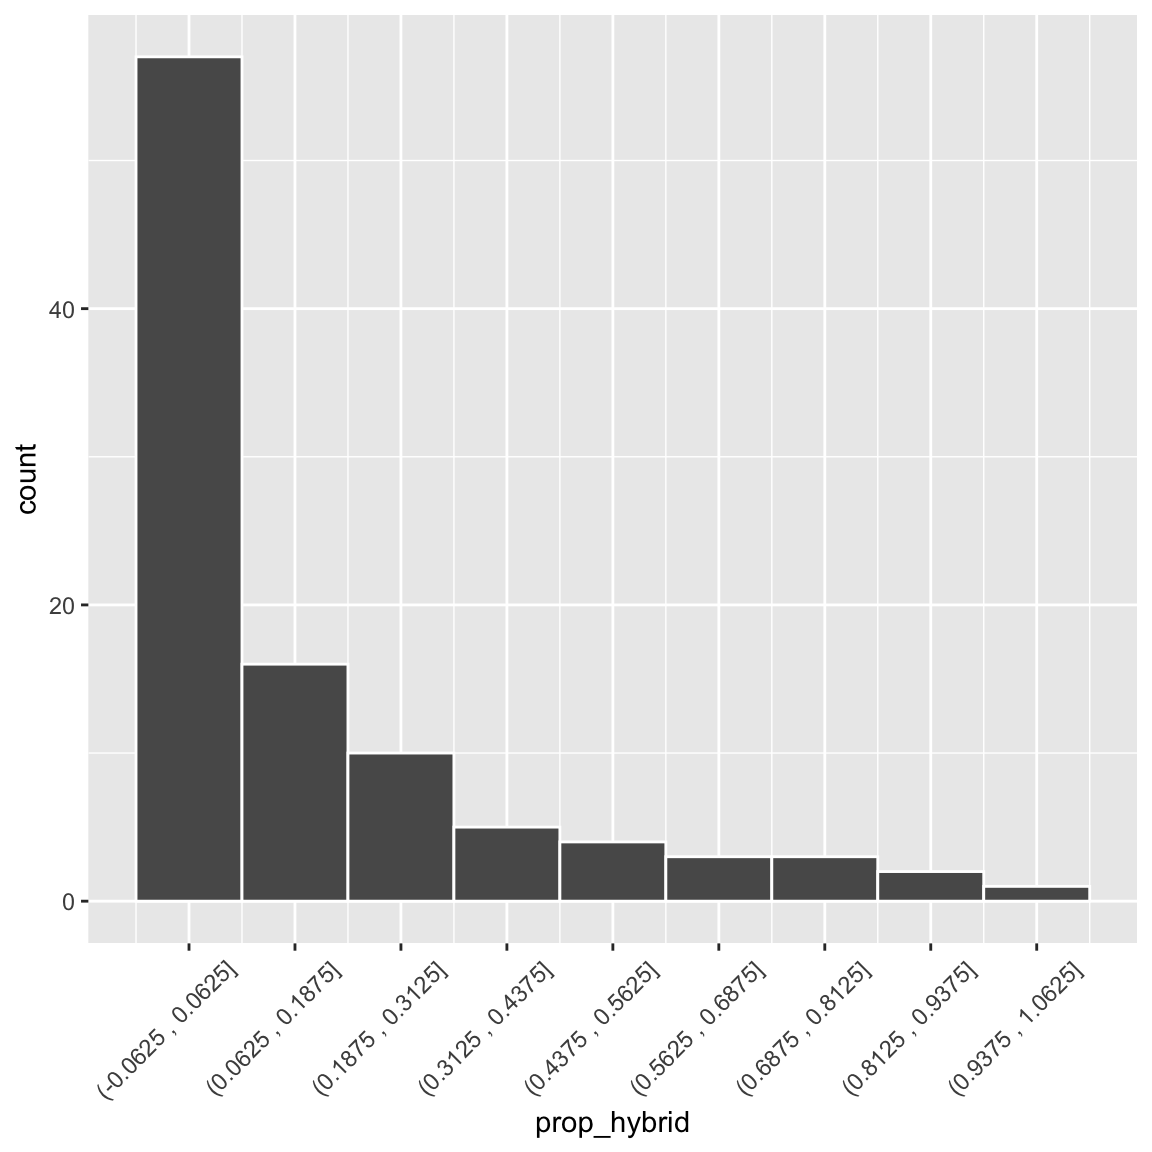 count
40
20
0
(-0.0625 , 0.0625]
(0.0625 , 0.1875]
(0.1875 , 0.3125]
(0.3125 , 0.4375]
(0.4375 , 0.5625]
(0.5625 , 0.6875]
(0.6875 , 0.8125]
(0.8125 , 0.9375]
(0.9375 , 1.0625]
prop_hybrid